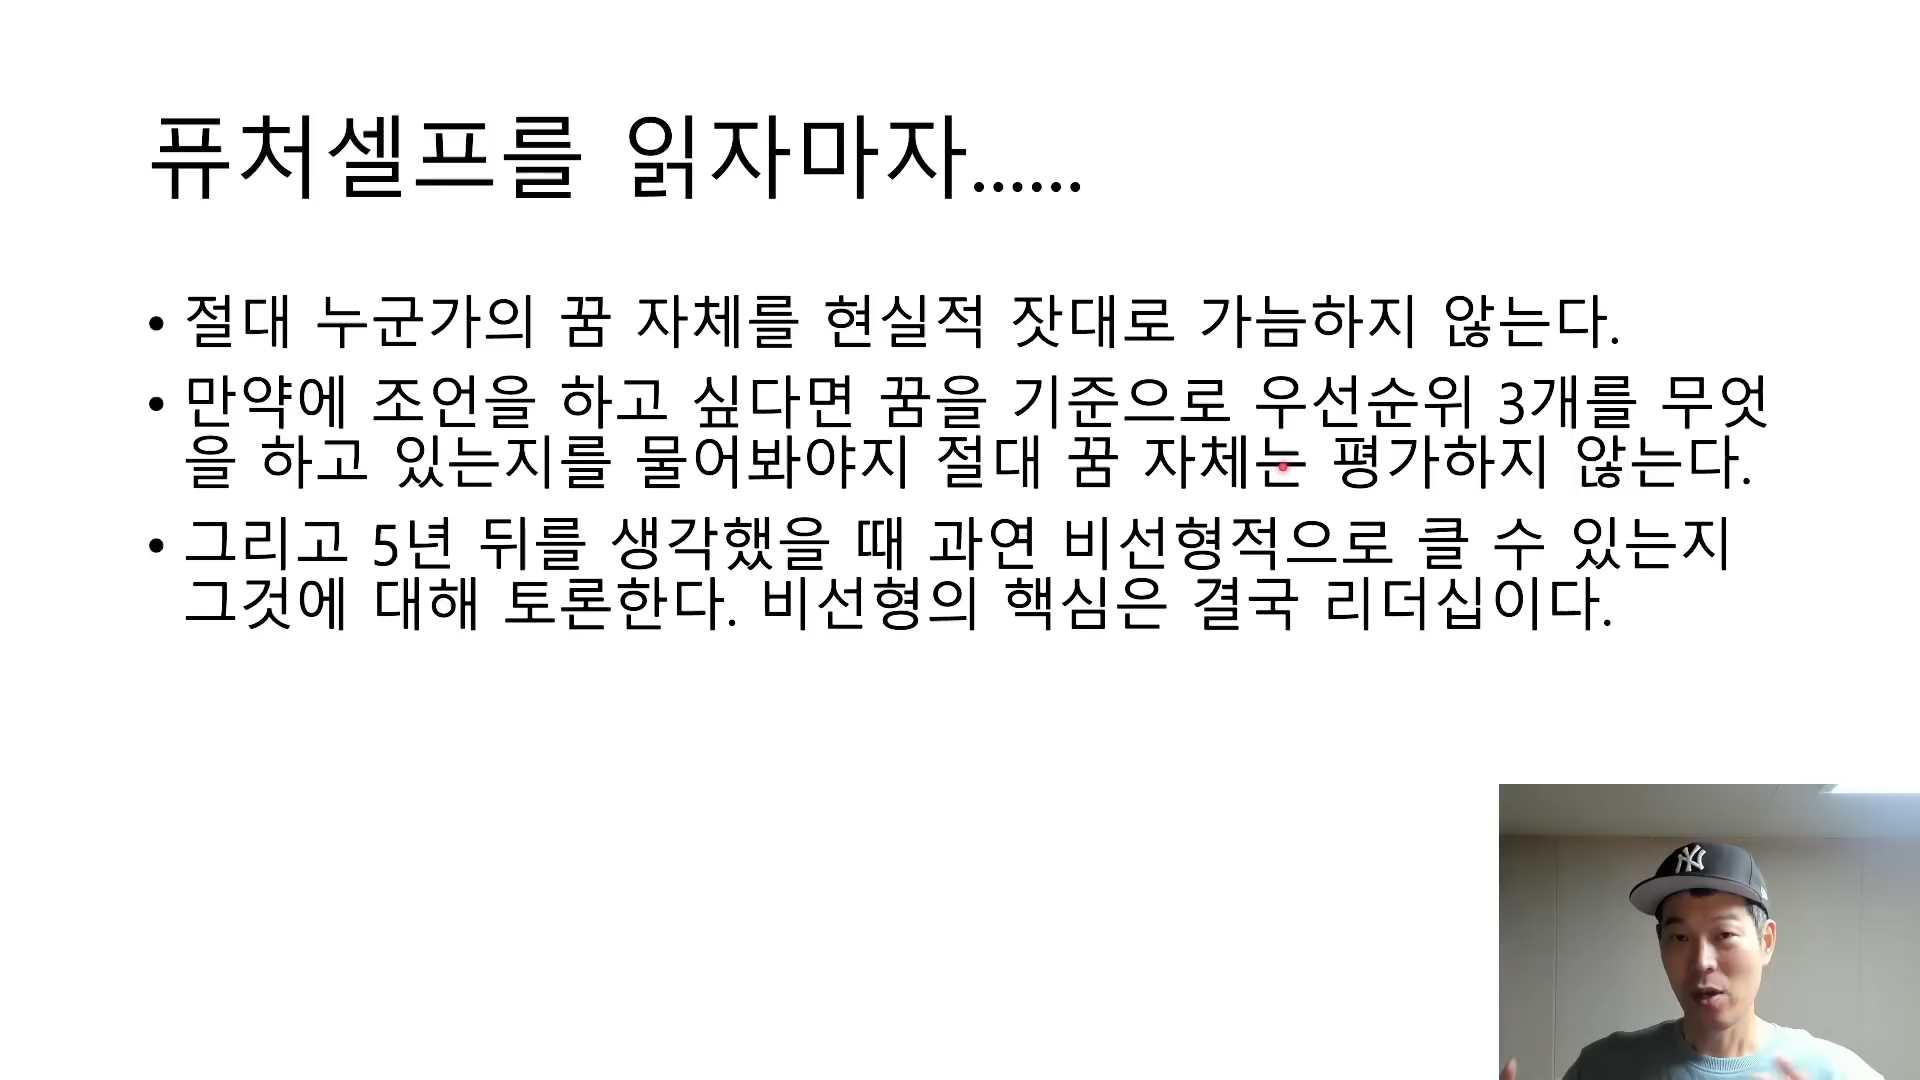 퓨처셀프를 읽자마자......
• 절대 누군가의 꿈 자체를 현실적 잣대로 가늠하지 않는다.
• 만약에 조언을 하고 싶다면 꿈을 기준으로 우선순위 3개를 무엇
을 하고 있는지를 물어봐야지 절대 꿈 자체는 평가하지 않는다.
• 그리고 5년 뒤를 생각했을 때 과연 비선형적으로 클 수 있는지
그것에 대해 토론한다. 비선형의 핵심은 결국 리더십이다.
NY